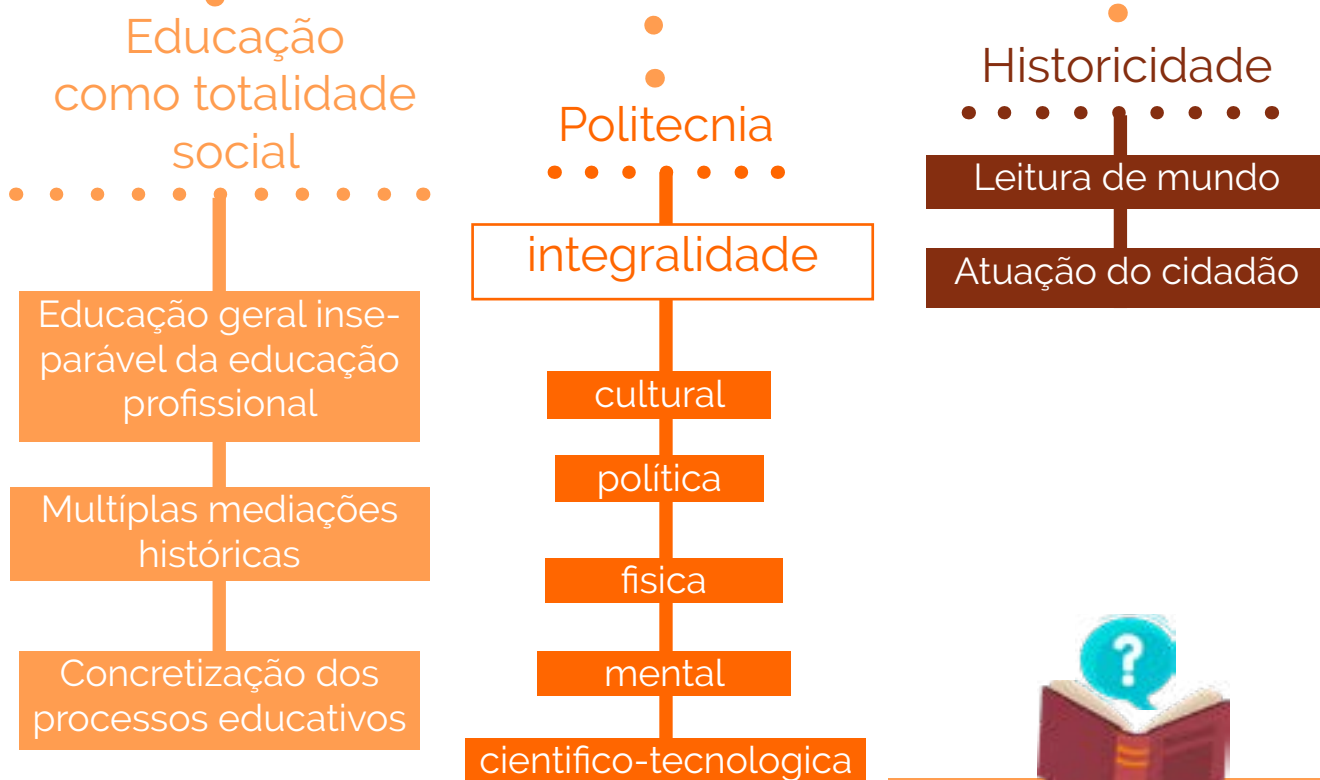 Educação
como totalidade
social
Educação geral inse-
parável da educação
profissional
Multíplas mediações
históricas
Concretização dos
processos educativos
Politecnia
integralidade
cultural
política
fisica
mental
cientifico-tecnologica
Historicidade
Leitura de mundo
Atuação do cidadão
?